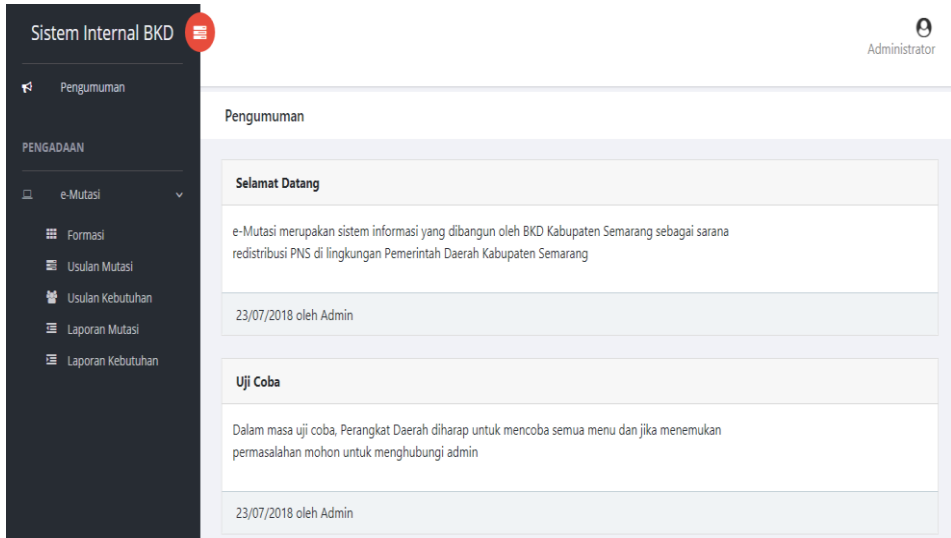 Sistem Internal BKD
Administrator
Pengumuman
PENGADAAN
e-Mutasi
Formasi
Usulan Mutasi
Usulan Kebutuhan
Laporan Mutasi
Laporan Kebutuhan
Pengumuman
Selamat Datang
e-Mutasi merupakan sistem informasi yang dibangun oleh BKD Kabupaten Semarang sebagai sarana
redistribusi PNS di lingkungan Pemerintah Daerah Kabupaten Semarang
23/07/2018 oleh Admin
Uji Coba
Dalam masa uji coba, Perangkat Daerah diharap untuk mencoba semua menu dan jika menemukan
permasalahan mohon untuk menghubungi admin
23/07/2018 oleh Admin